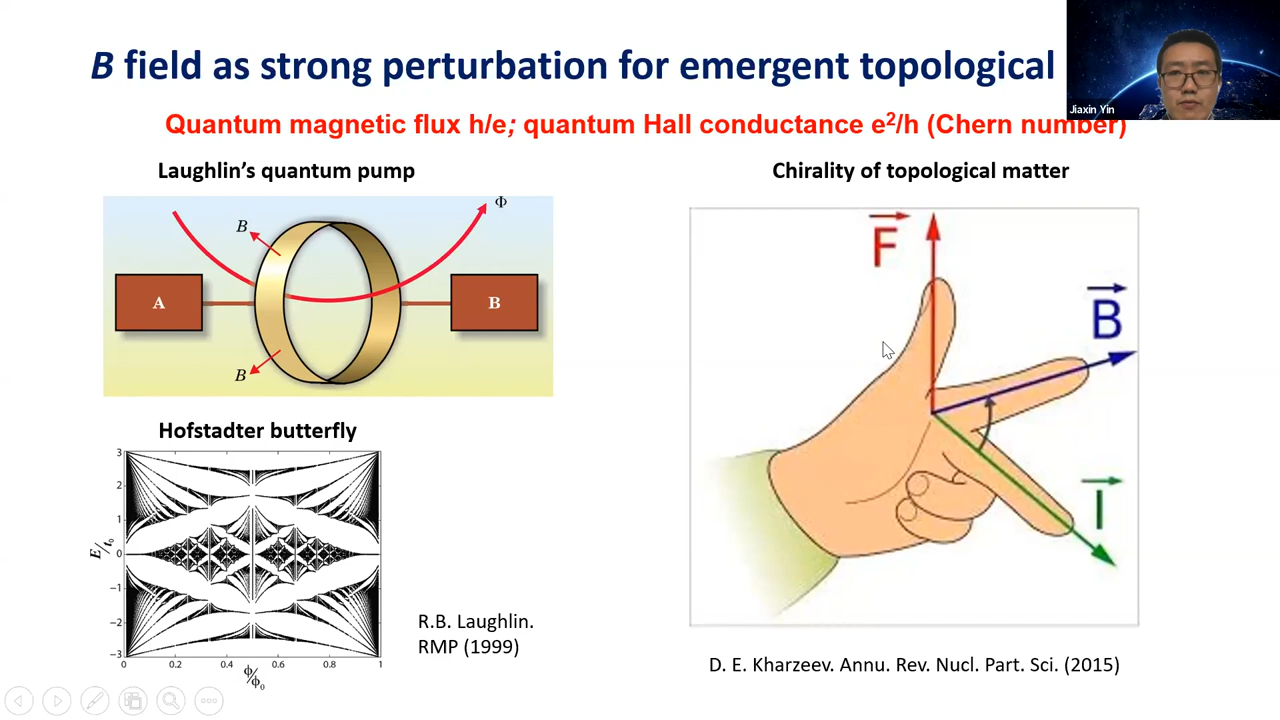 B field as strong perturbation for emergent topological
Jiaxin Yin
Quantum magnetic flux h/e; quantum Hall conductance e²/h (Chern number)
Laughlin's quantum pump
Chirality of topological matter
Φ
B
A
B
B
F
B
I
Hofstadter butterfly
3
2
1
0
−1
−2
−3
E/t₀
0
0.2
0.4
0.6
0.8
1
ϕ/ϕ₀
R.B. Laughlin.
RMP (1999)
D. E. Kharzeev. Annu. Rev. Nucl. Part. Sci. (2015)